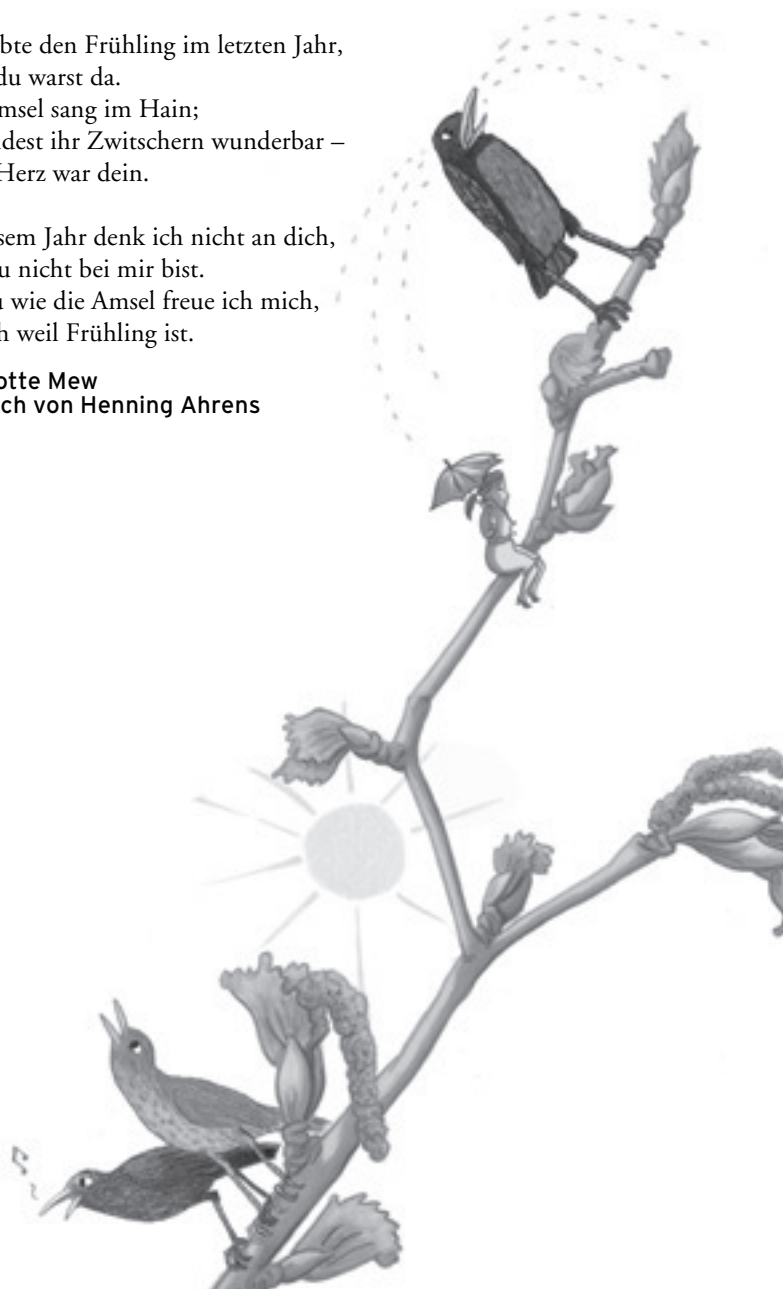 bte den Frühling im letzten Jahr,
du warst da.
msel sang im Hain;
dest ihr Zwitschern wunderbar –
Herz war dein.
sem Jahr denk ich nicht an dich,
u nicht bei mir bist.
u wie die Amsel freue ich mich,
h weil Frühling ist.
otte Mew
ch von Henning Ahrens